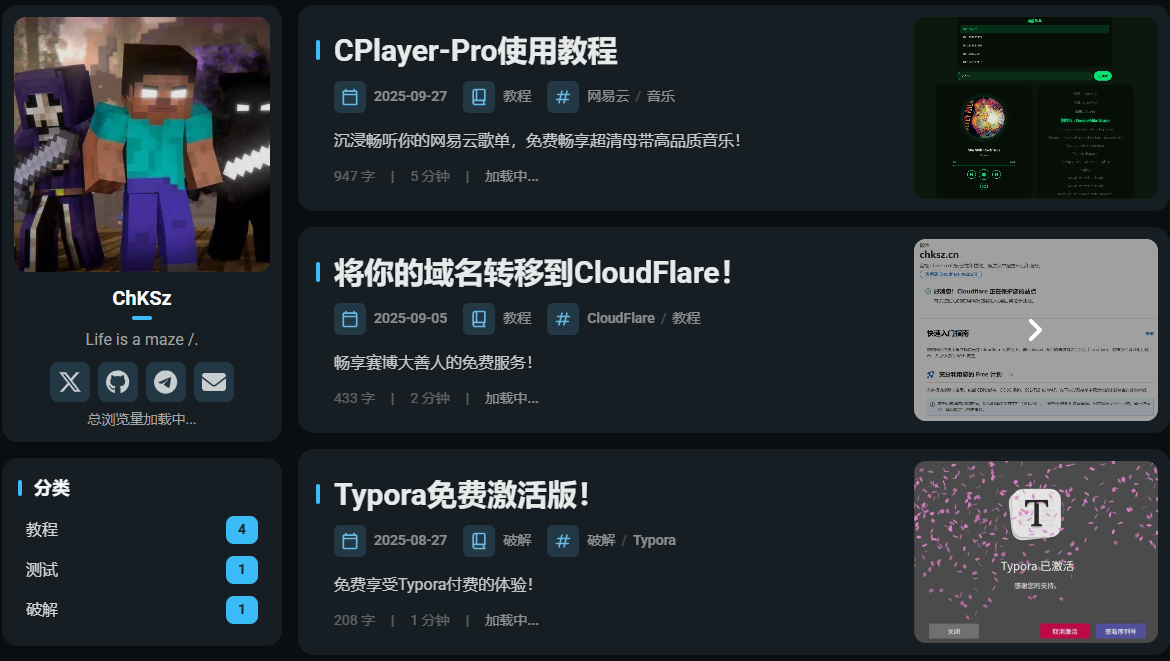 ChKSz
Life is a maze /.
总浏览量加载中...
分类
教程 4
测试 1
破解 1
CPlayer-Pro使用教程
2025-09-27 教程 # 网易云 / 音乐
沉浸畅听你的网易云歌单，免费畅享超清母带高品质音乐！
947 字 | 5 分钟 | 加载中...
将你的域名转移到CloudFlare！
2025-09-05 教程 # CloudFlare / 教程
畅享赛博大善人的免费服务！
433 字 | 2 分钟 | 加载中...
chksz.cn
快速入门指南
Typora免费激活版！
2025-08-27 破解 # 破解 / Typora
免费享受Typora付费的体验！
208 字 | 1 分钟 | 加载中...
T
Typora 已激活
感谢您的支持。
关闭 取消激活 查看序列号